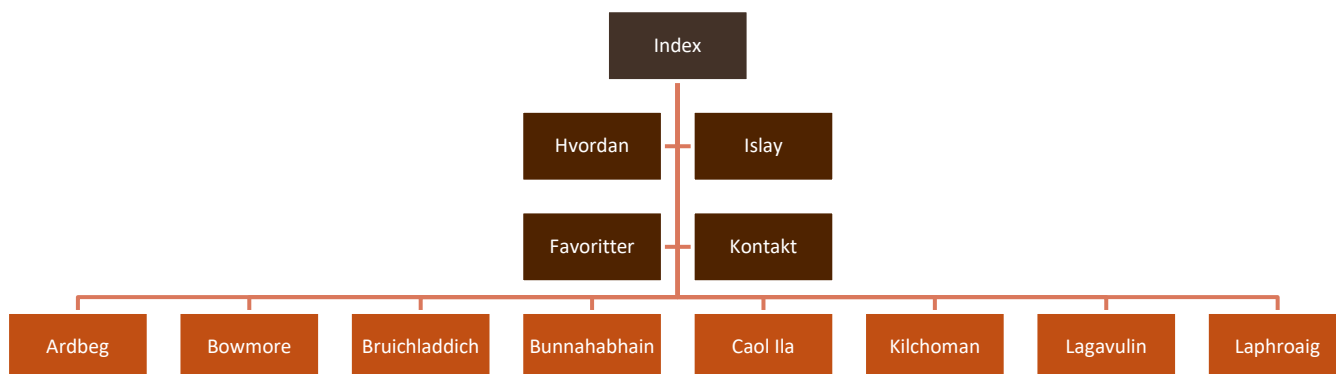 Index
Hvordan
Islay
Favoritter
Kontakt
Ardbeg
Bowmore
Bruichladdich
Bunnahabhain
Caol Ila
Kilchoman
Lagavulin
Laphroaig